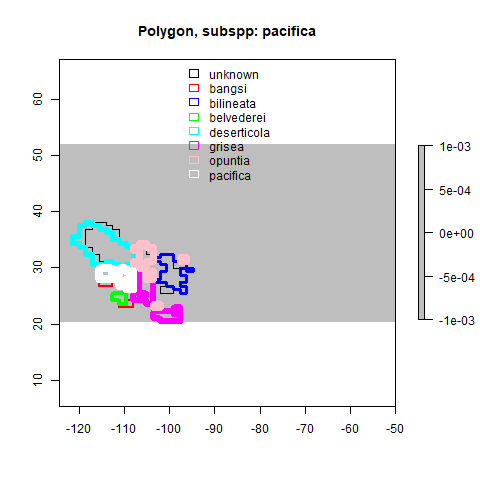 Polygon, subspp: pacifica
unknown
bangsi
bilineata
belvederei
deserticola
grisea
opuntia
pacifica
60
50
40
30
20
10
-120 -110 -100 -90 -80 -70 -60 -50
1e-03
5e-04
0e+00
-5e-04
-1e-03